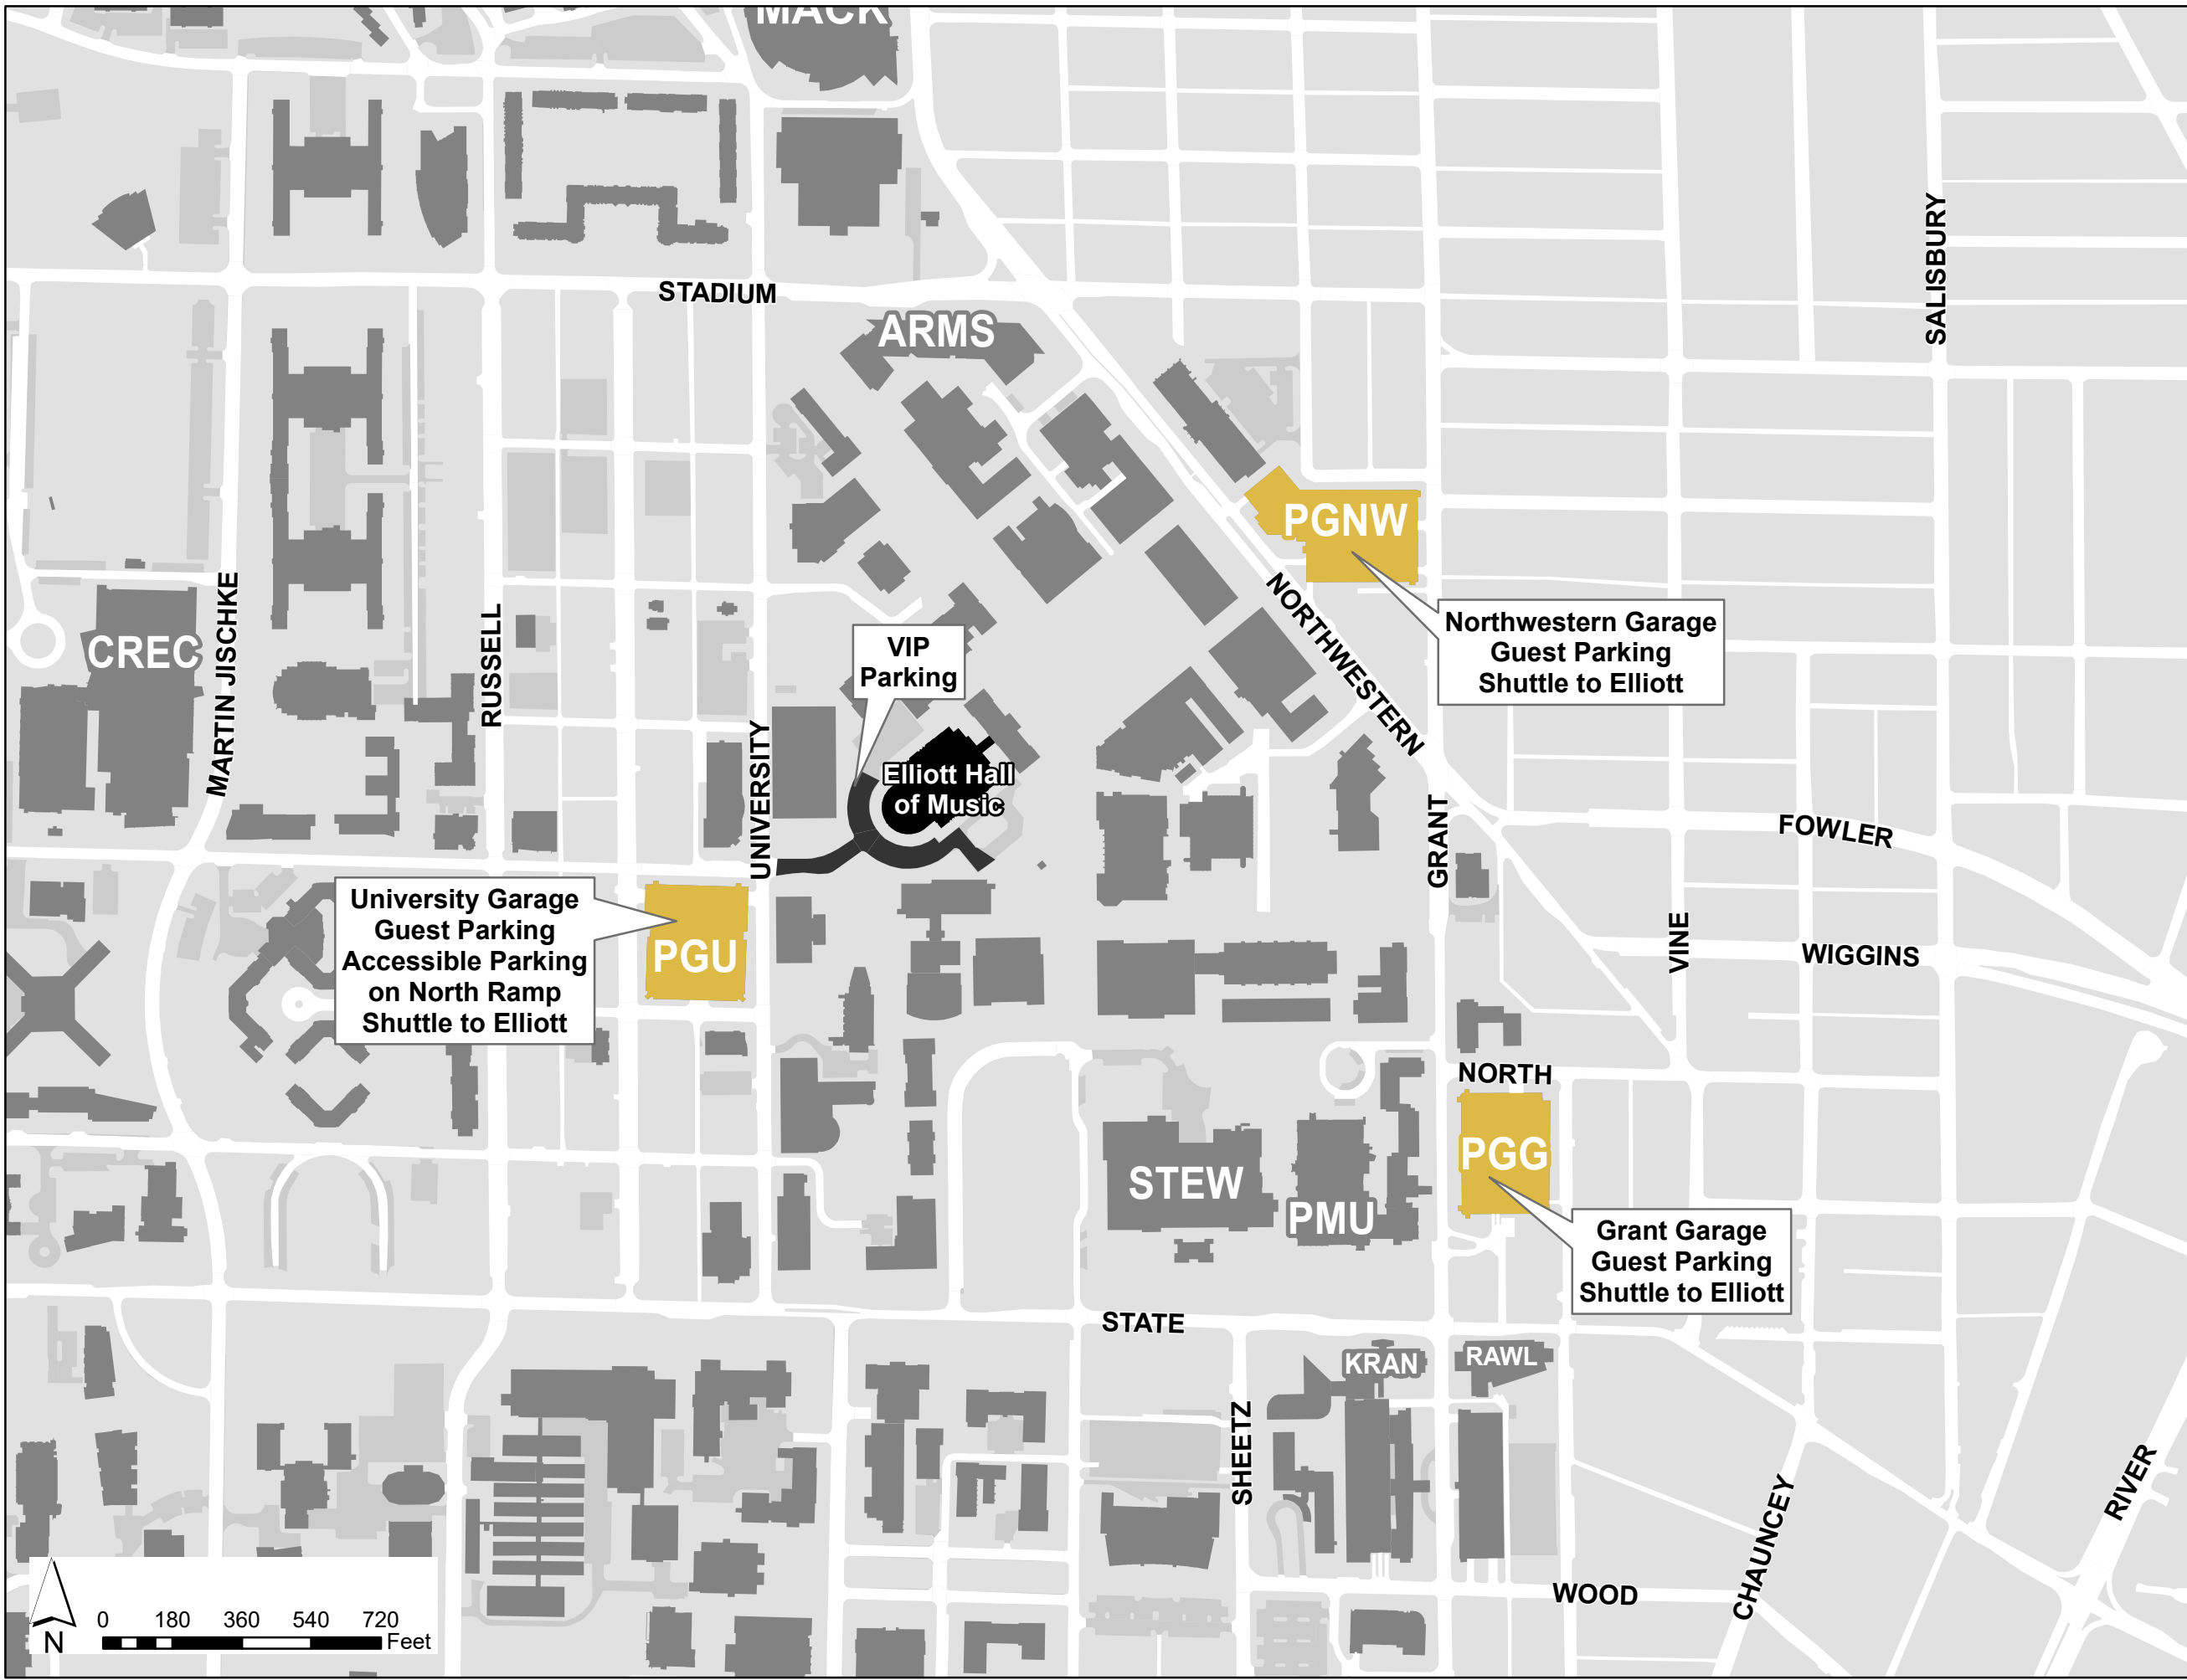 MACK
STADIUM
SALISBURY
ARMS
PGNW
NORTHWESTERN
Northwestern Garage
Guest Parking
Shuttle to Elliott
CREC
MARTIN JISCHKE
RUSSELL
VIP
Parking
UNIVERSITY
Elliott Hall
of Music
GRANT
FOWLER
University Garage
Guest Parking
Accessible Parking
on North Ramp
Shuttle to Elliott
PGU
VINE
WIGGINS
NORTH
PGG
STEW
PMU
Grant Garage
Guest Parking
Shuttle to Elliott
STATE
KRAN
RAWL
SHEETZ
CHAUNCEY
RIVER
WOOD
N
0 180 360 540 720
Feet